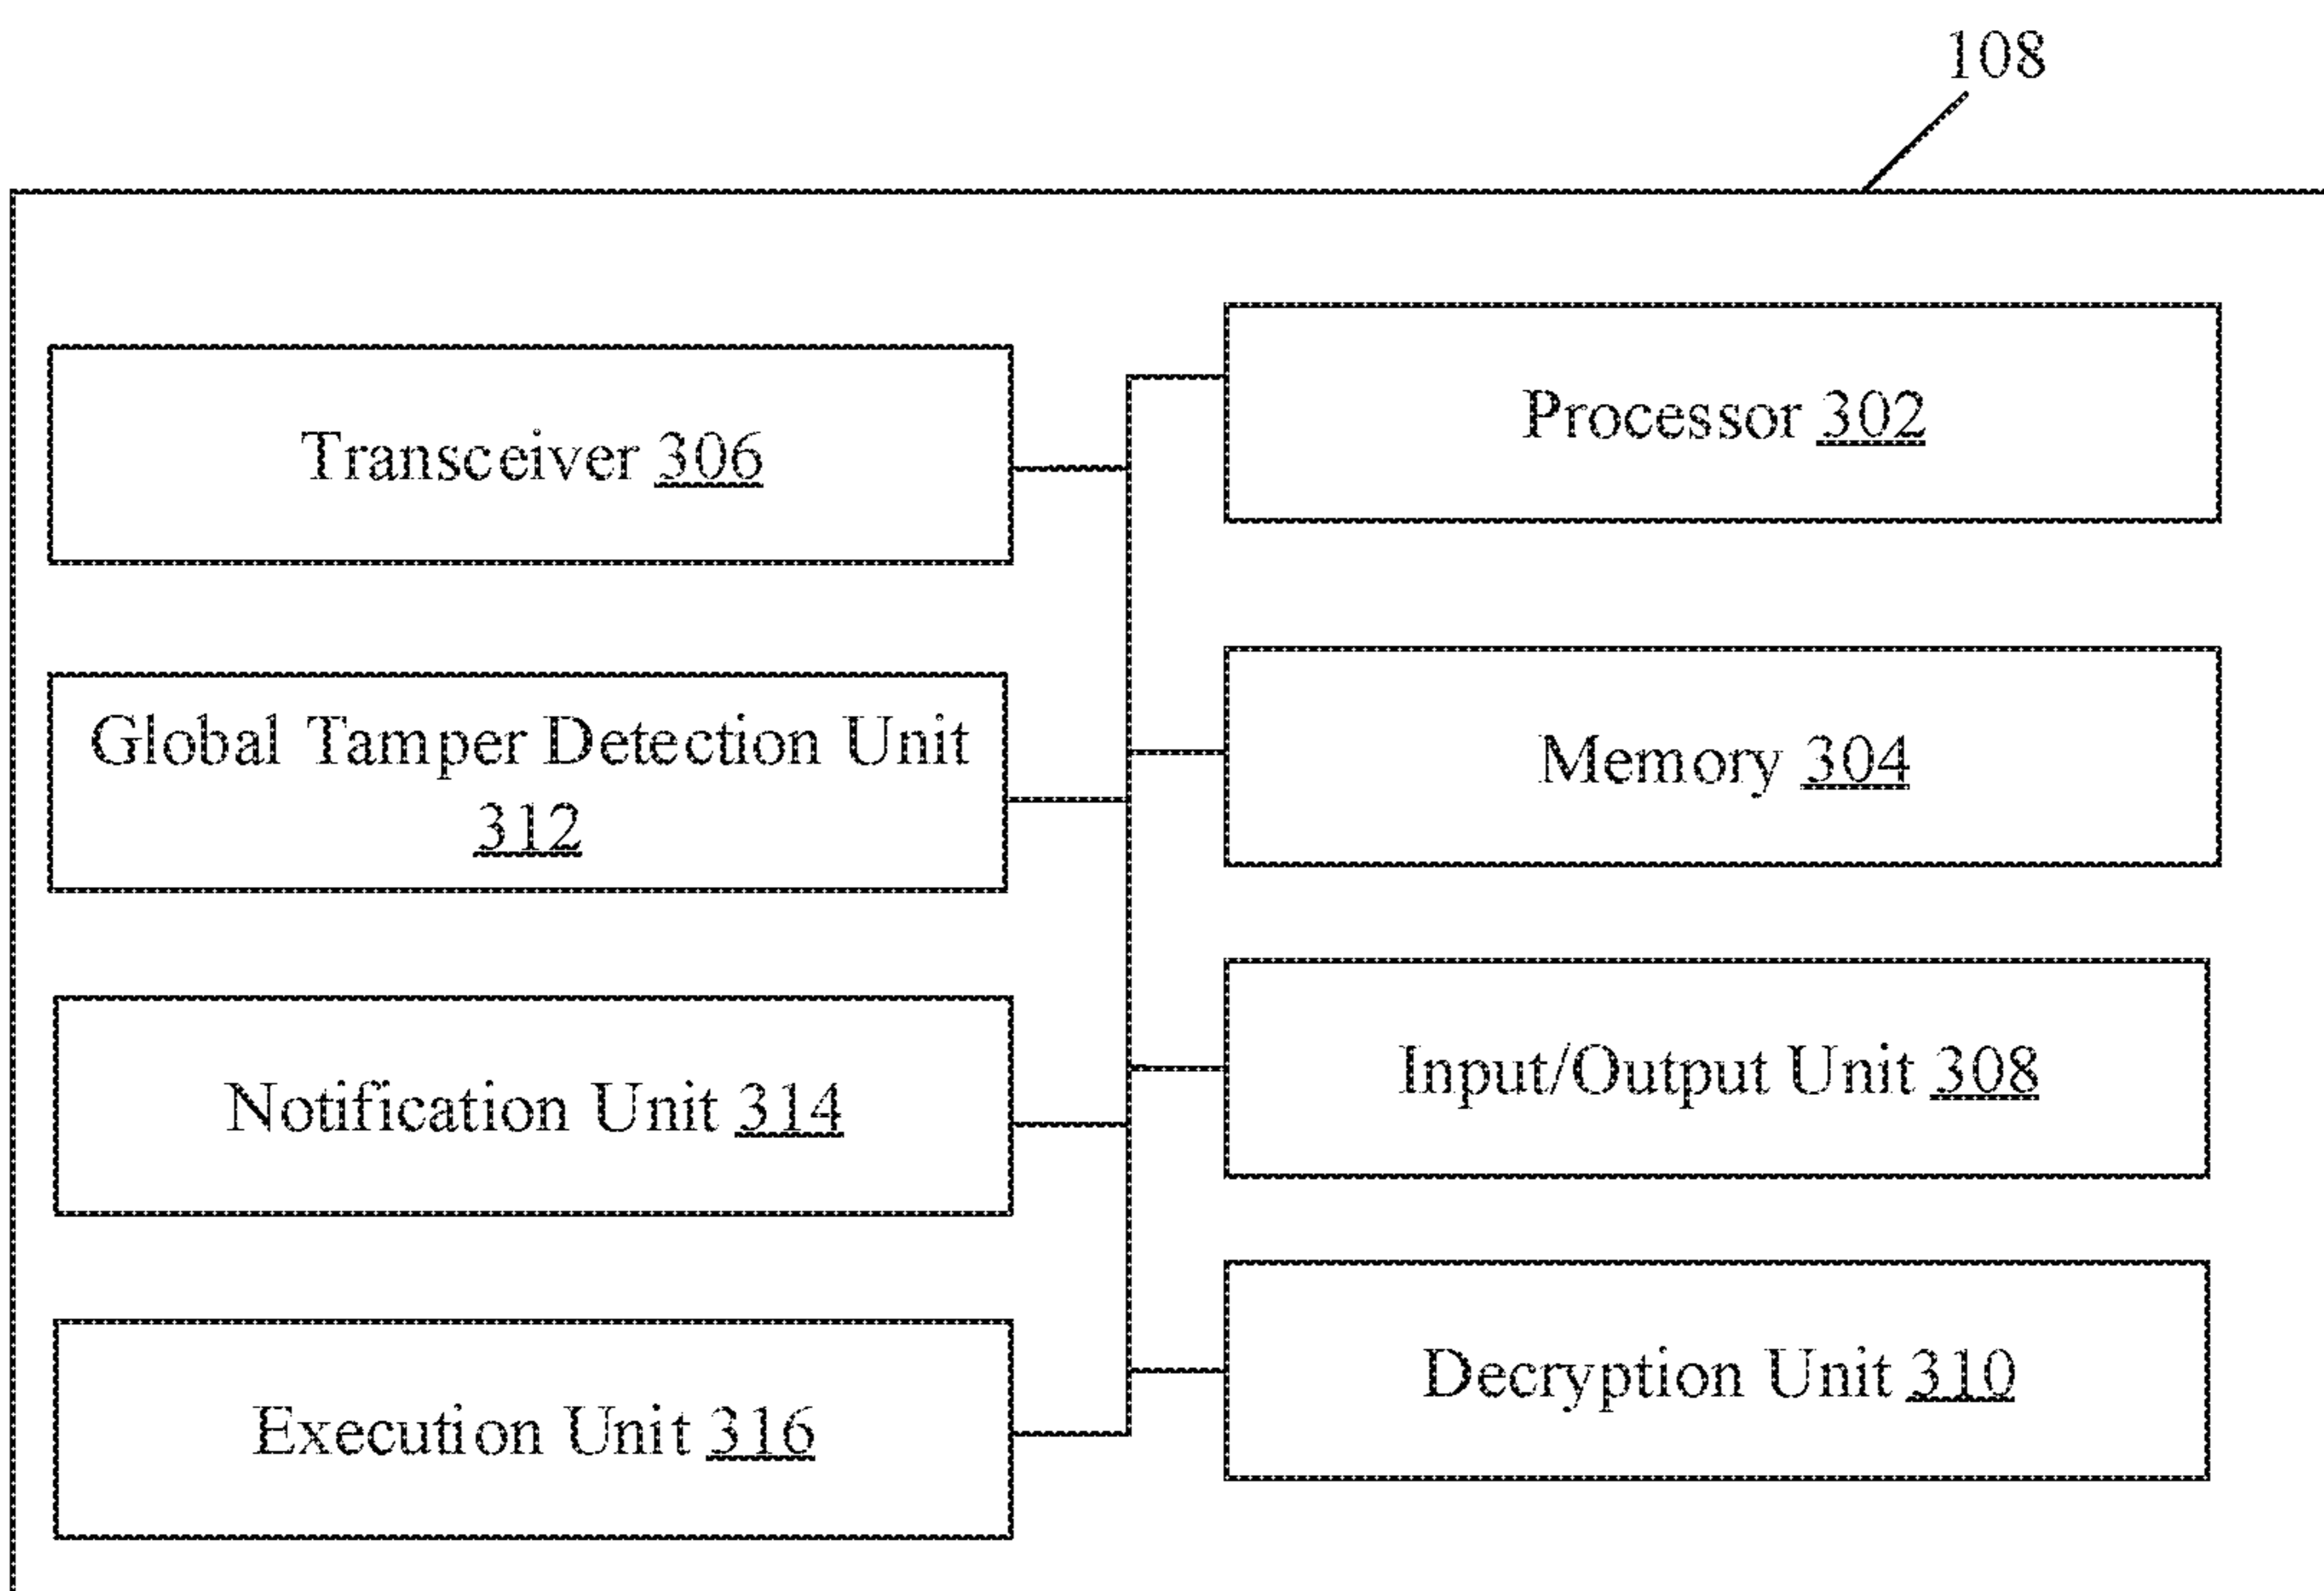 108
Transceiver 306
Processor 302
Global Tamper Detection Unit
312
Memory 304
Notification Unit 314
Input/Output Unit 308
Execution Unit 316
Decryption Unit 310